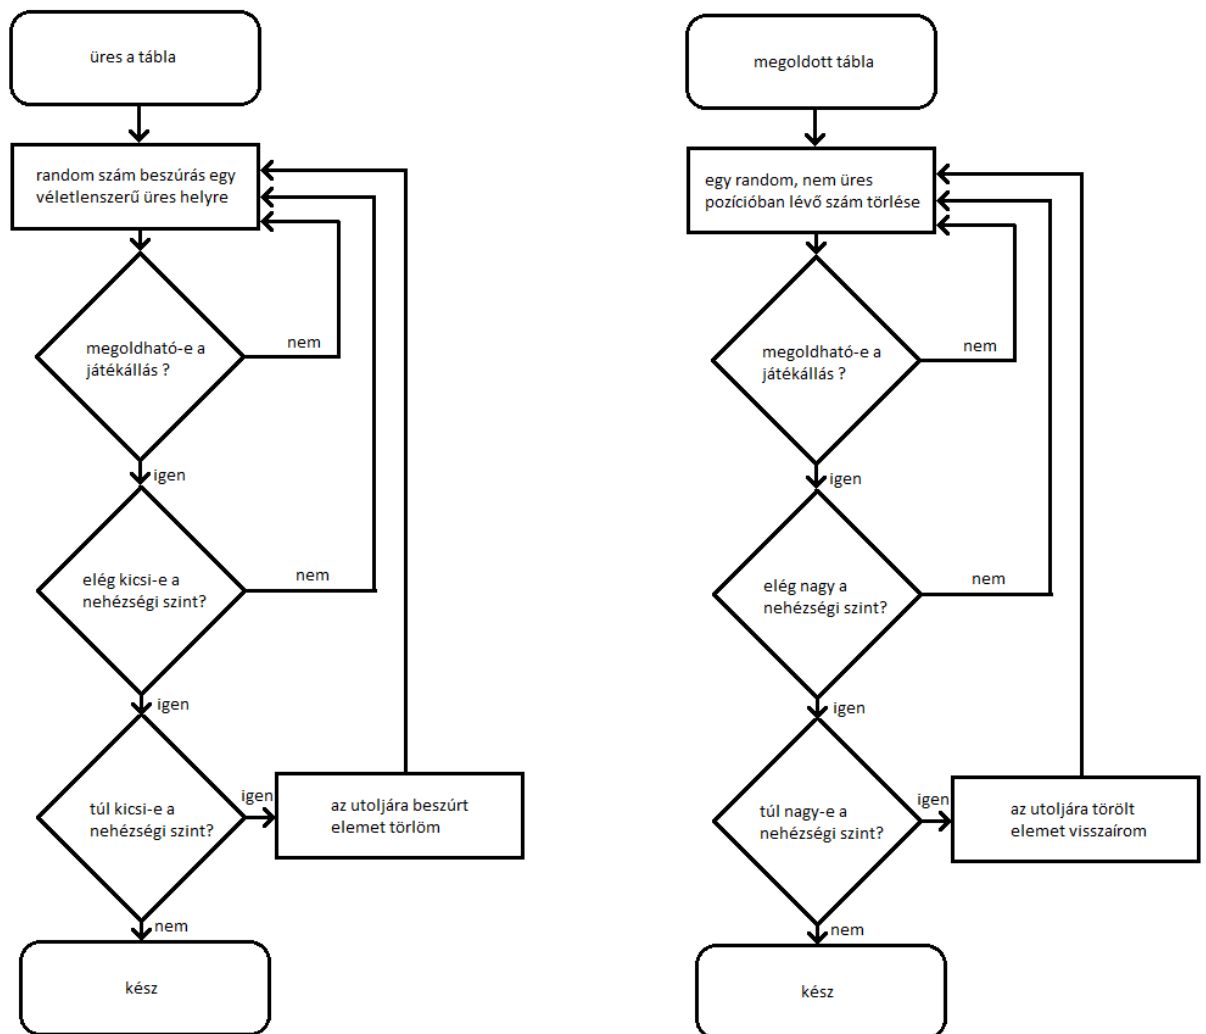 üres a tábla
random szám beszúrás egy
véletlenszerű üres helyre
megoldható-e a
játékállás ?
nem
igen
elég kicsi-e a
nehézségi szint?
nem
igen
túl kicsi-e a
nehézségi szint?
igen
az utoljára beszúrt
elemet törlöm
nem
kész
megoldott tábla
egy random, nem üres
pozícióban lévő szám törlése
megoldható-e a
játékállás ?
nem
igen
elég nagy a
nehézségi szint?
nem
igen
túl nagy-e a
nehézségi szint?
igen
az utoljára törölt
elemet visszaírom
nem
kész